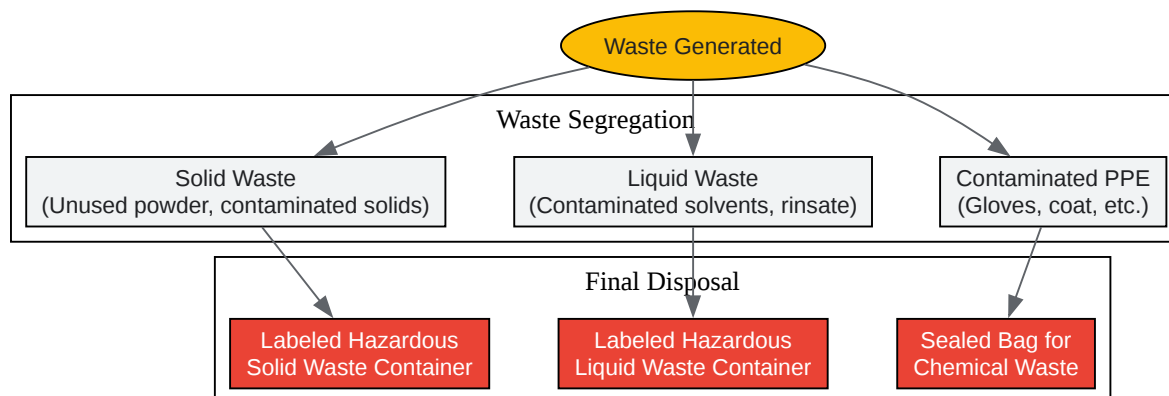 Waste Generated
Waste Segregation
Solid Waste
(Unused powder, contaminated solids)
Liquid Waste
(Contaminated solvents, rinsate)
Contaminated PPE
(Gloves, coat, etc.)
Final Disposal
Labeled Hazardous
Solid Waste Container
Labeled Hazardous
Liquid Waste Container
Sealed Bag for
Chemical Waste